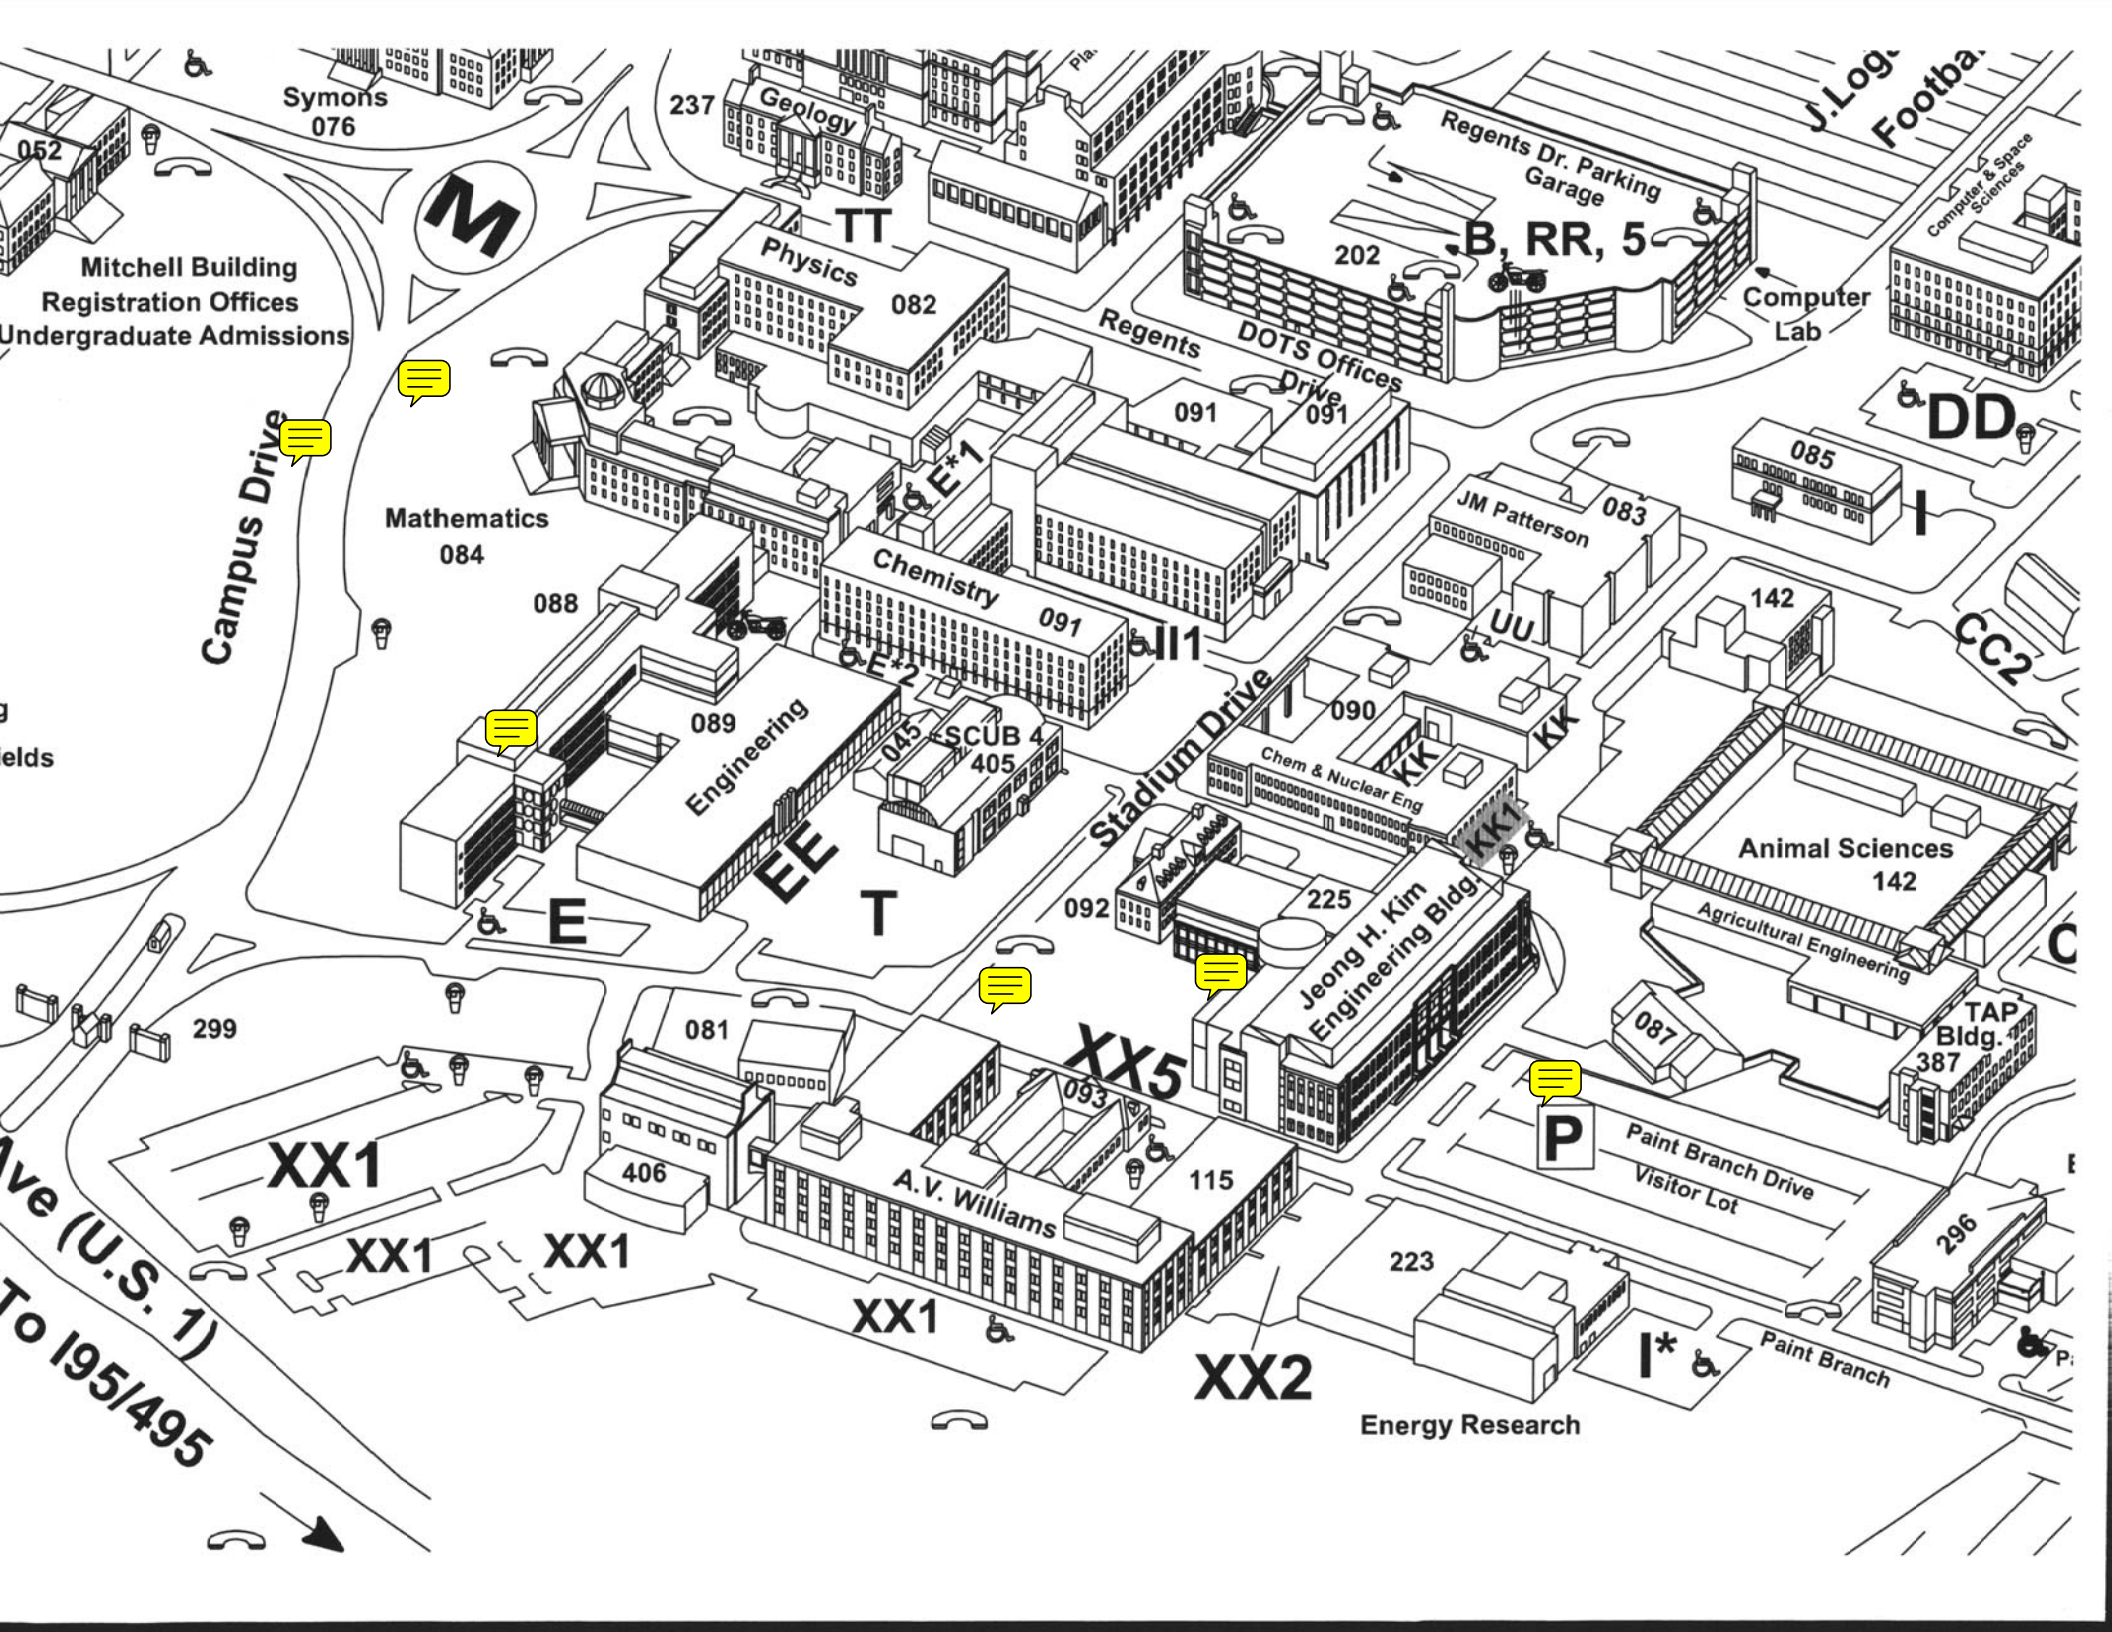 Symons
076
052
Mitchell Building
Registration Offices
Undergraduate Admissions
M
237
Geology
TT
Physics
082
Regents Dr. Parking
Garage
B, RR, 5
202
DOTS Offices
Regents
Drive
Computer
Lab
Computer & Space
Sciences
DD
085
I
091
091
E*1
JM Patterson
083
UU
142
CC2
Campus Drive
Mathematics
084
088
Chemistry
091
II1
E*2
089
Engineering
045
SCUB 4
405
EE
E
T
Stadium Drive
090
Chem & Nuclear Eng
KK
KK
KK1
092
225
Jeong H. Kim
Engineering Bldg.
Animal Sciences
142
Agricultural Engineering
087
TAP
Bldg.
387
299
081
XX5
093
P
Paint Branch Drive
Visitor Lot
XX1
406
A.V. Williams
115
XX1
XX1
XX1
XX2
223
296
I*
Paint Branch
Energy Research
Ave (U.S. 1)
To I95/495